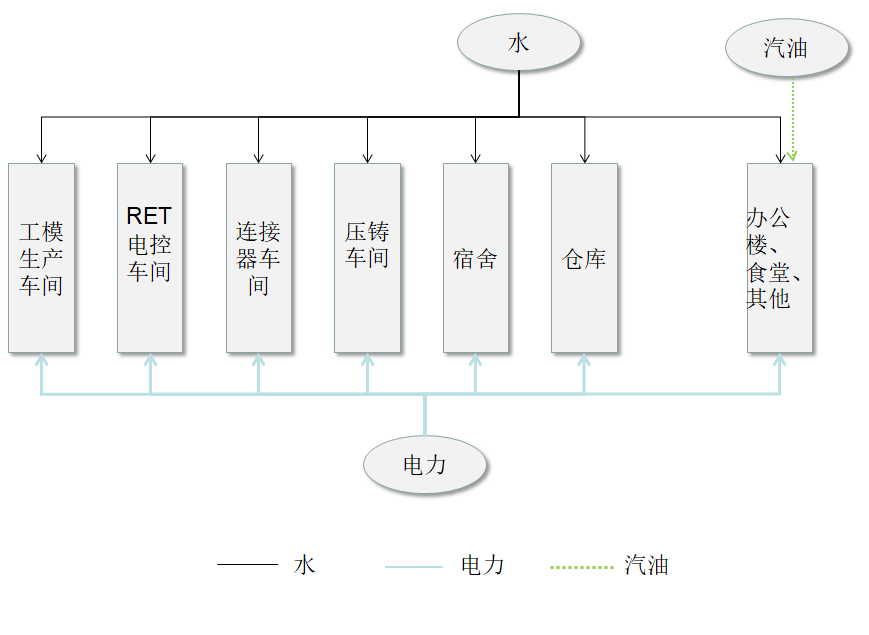 水
汽油
工模
生产
车间
RET
电控
车间
连接
器车
间
压铸
车间
宿舍
仓库
办公
楼、
食堂、
其他
电力
水
电力
汽油